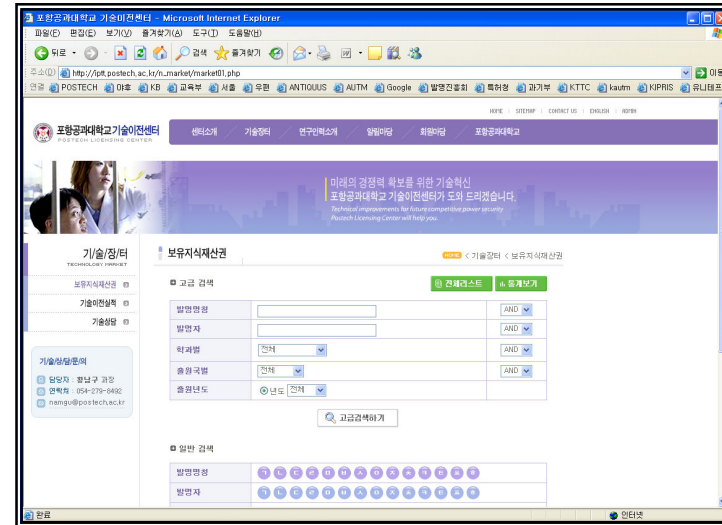 포항공과대학교 기술이전센터 - Microsoft Internet Explorer
파일(F) 편집(E) 보기(V) 즐겨찾기(A) 도구(T) 도움말(H)
뒤로 검색 즐겨찾기
주소(D) http://iptt.postech.ac.kr/n_market/market01.php 이동
연결 POSTECH 야후 KB 교육부 서울 우편 ANTIQUUS AUTM Google 발명진흥회 특허청 과기부 KTTC kautm KIPRIS 유니테프
HOME | SITEMAP | CONTACT US | ENGLISH | ADMIN
포항공과대학교기술이전센터
POSTECH LICENSING CENTER
센터소개 기술장터 연구인력소개 알림마당 회원마당 포항공과대학교
미래의 경쟁력 확보를 위한 기술혁신
포항공과대학교 기술이전센터가 도와 드리겠습니다.
Technical improvements for future competitive power security
Postech Licensing Center will help you.
기/술/장/터
TECHNOLOGY MARKET
보유지식재산권
기술이전실적
기술상담
기/술/상/담/문/의
담당자 : 황남구 과장
연락처 : 054-279-8492
namgu@postech.ac.kr
보유지식재산권
HOME < 기술장터 < 보유지식재산권
고급 검색 전체리스트 통계보기
발명명칭 AND
발명자 AND
학과별 전체 AND
출원국별 전체 AND
출원년도 년도 전체
고급검색하기
일반 검색
발명명칭 ㄱ ㄴ ㄷ ㄹ ㅁ ㅂ ㅅ ㅇ ㅈ ㅊ ㅋ ㅌ ㅍ ㅎ
발명자 ㄱ ㄴ ㄷ ㄹ ㅁ ㅂ ㅅ ㅇ ㅈ ㅊ ㅋ ㅌ ㅍ ㅎ
완료 인터넷